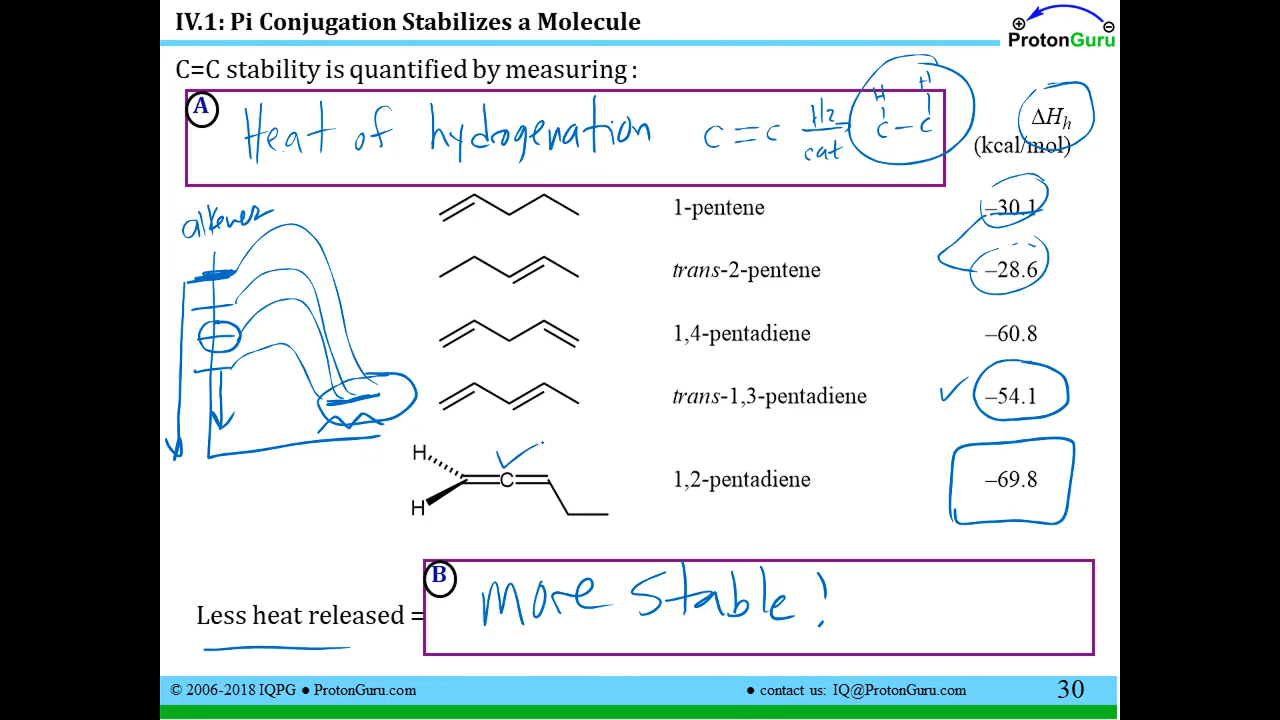 IV.1: Pi Conjugation Stabilizes a Molecule
ProtonGuru
C=C stability is quantified by measuring:
A
Heat of hydrogenation C=C H2 cat H H C–C
ΔHh
(kcal/mol)
1-pentene –30.1
alkenes
trans-2-pentene –28.6
1,4-pentadiene –60.8
trans-1,3-pentadiene –54.1
H
C 1,2-pentadiene –69.8
H
B
Less heat released = more stable!
© 2006-2018 IQPG ● ProtonGuru.com ● contact us: IQ@ProtonGuru.com 30